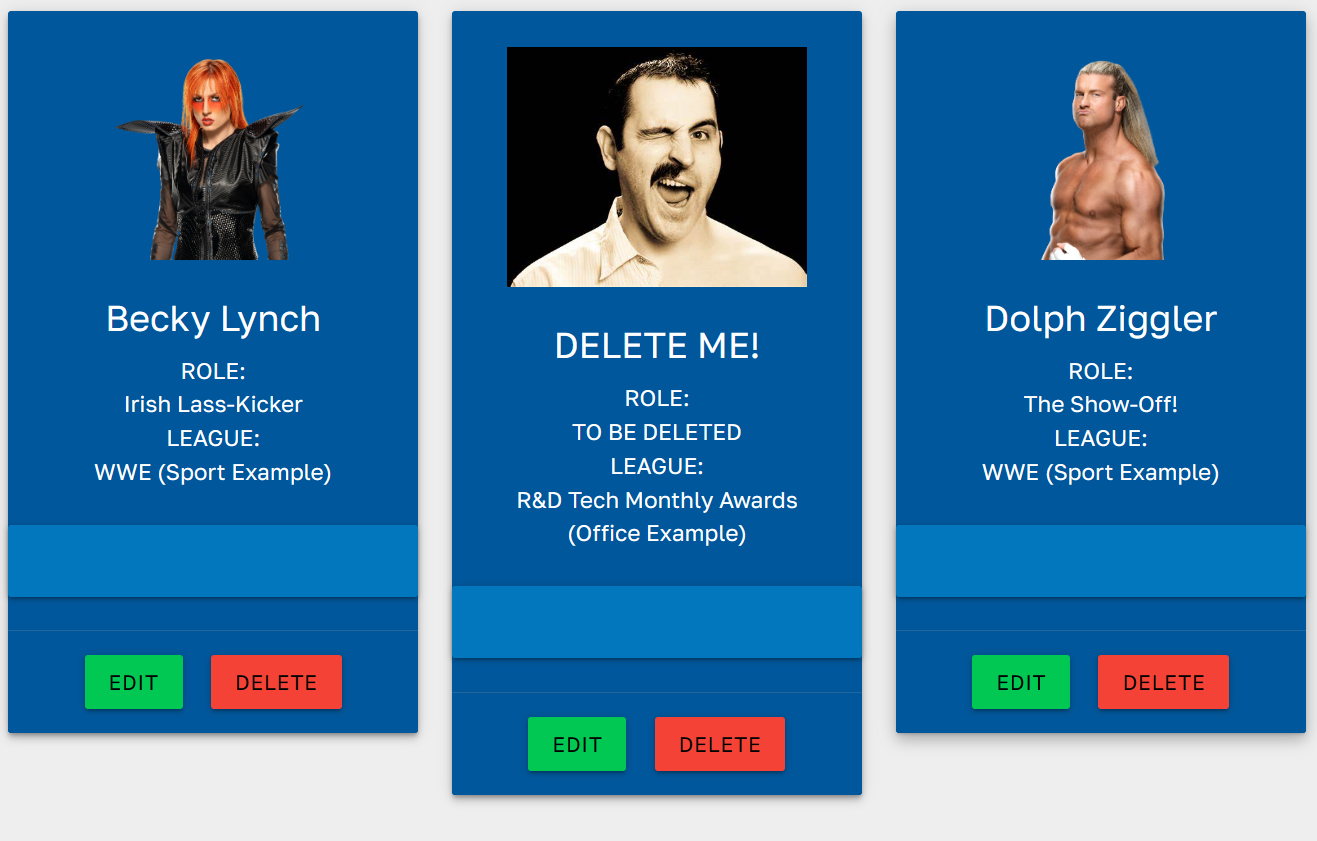 Becky Lynch
ROLE:
Irish Lass-Kicker
LEAGUE:
WWE (Sport Example)
EDIT
DELETE
DELETE ME!
ROLE:
TO BE DELETED
LEAGUE:
R&D Tech Monthly Awards
(Office Example)
EDIT
DELETE
Dolph Ziggler
ROLE:
The Show-Off!
LEAGUE:
WWE (Sport Example)
EDIT
DELETE